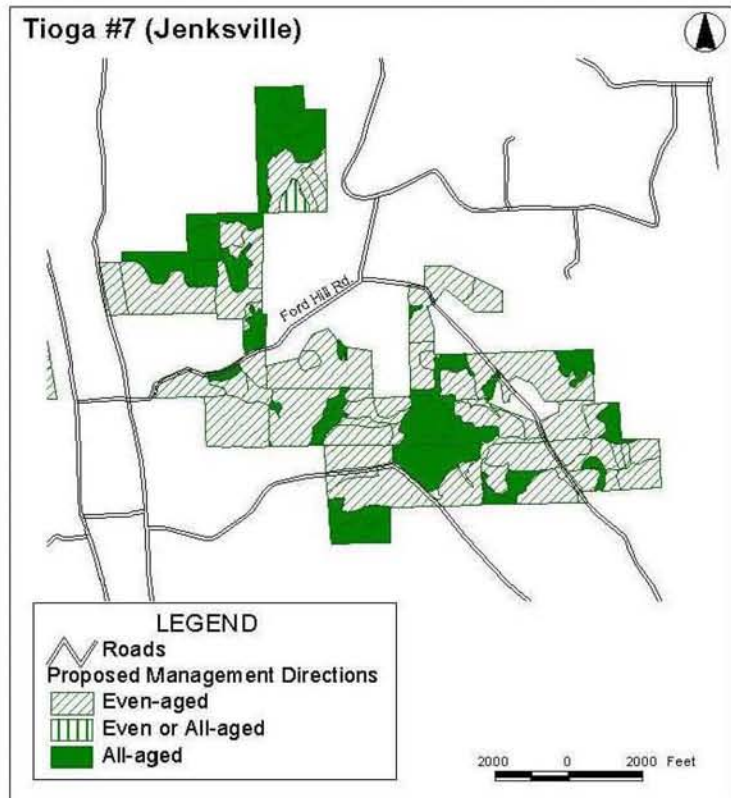 Tioga #7 (Jenksville)
Ford Hill Rd.
LEGEND
Roads
Proposed Management Directions
Even-aged
Even or All-aged
All-aged
2000 0 2000 Feet